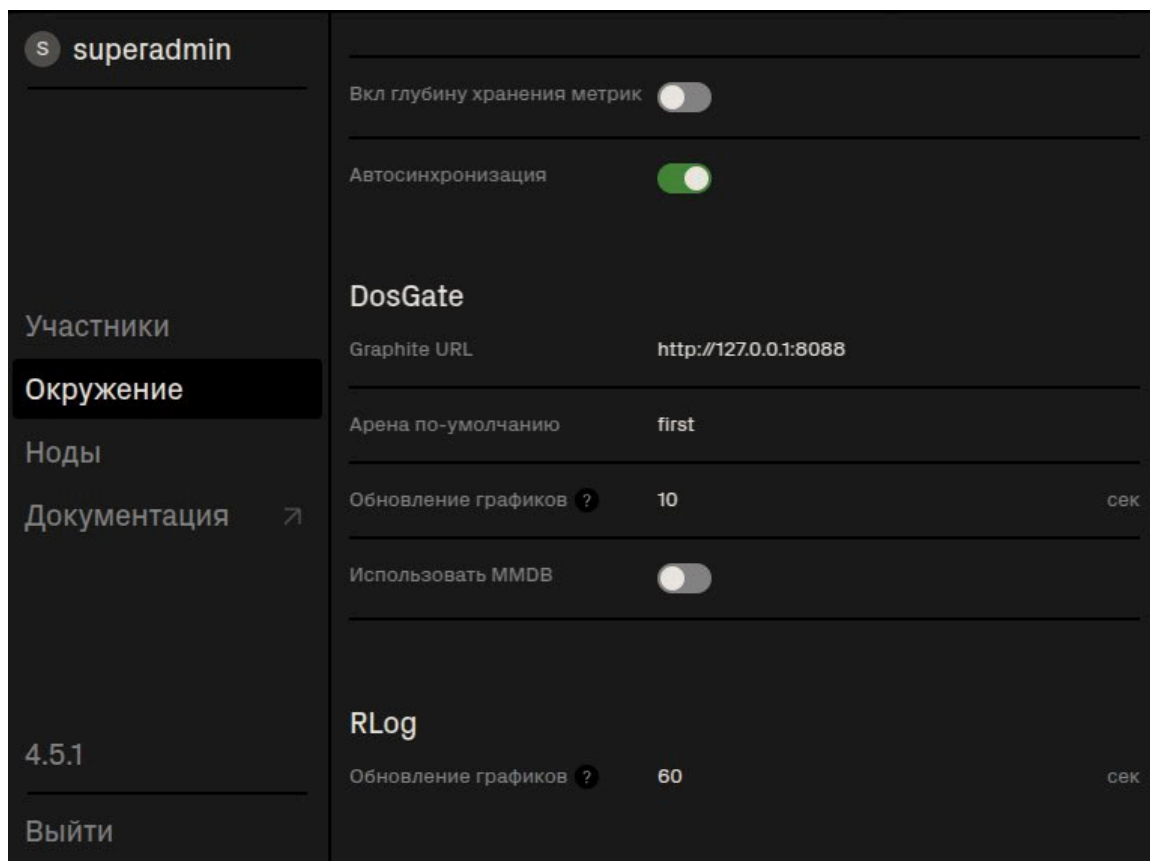 S superadmin
Участники
Окружение
Ноды
Документация
4.5.1
Выйти
Вкл глубину хранения метрик
Автосинхронизация
DosGate
Graphite URL http://127.0.0.1:8088
Арена по-умолчанию first
Обновление графиков ? 10 сек
Использовать MMDB
RLog
Обновление графиков ? 60 сек